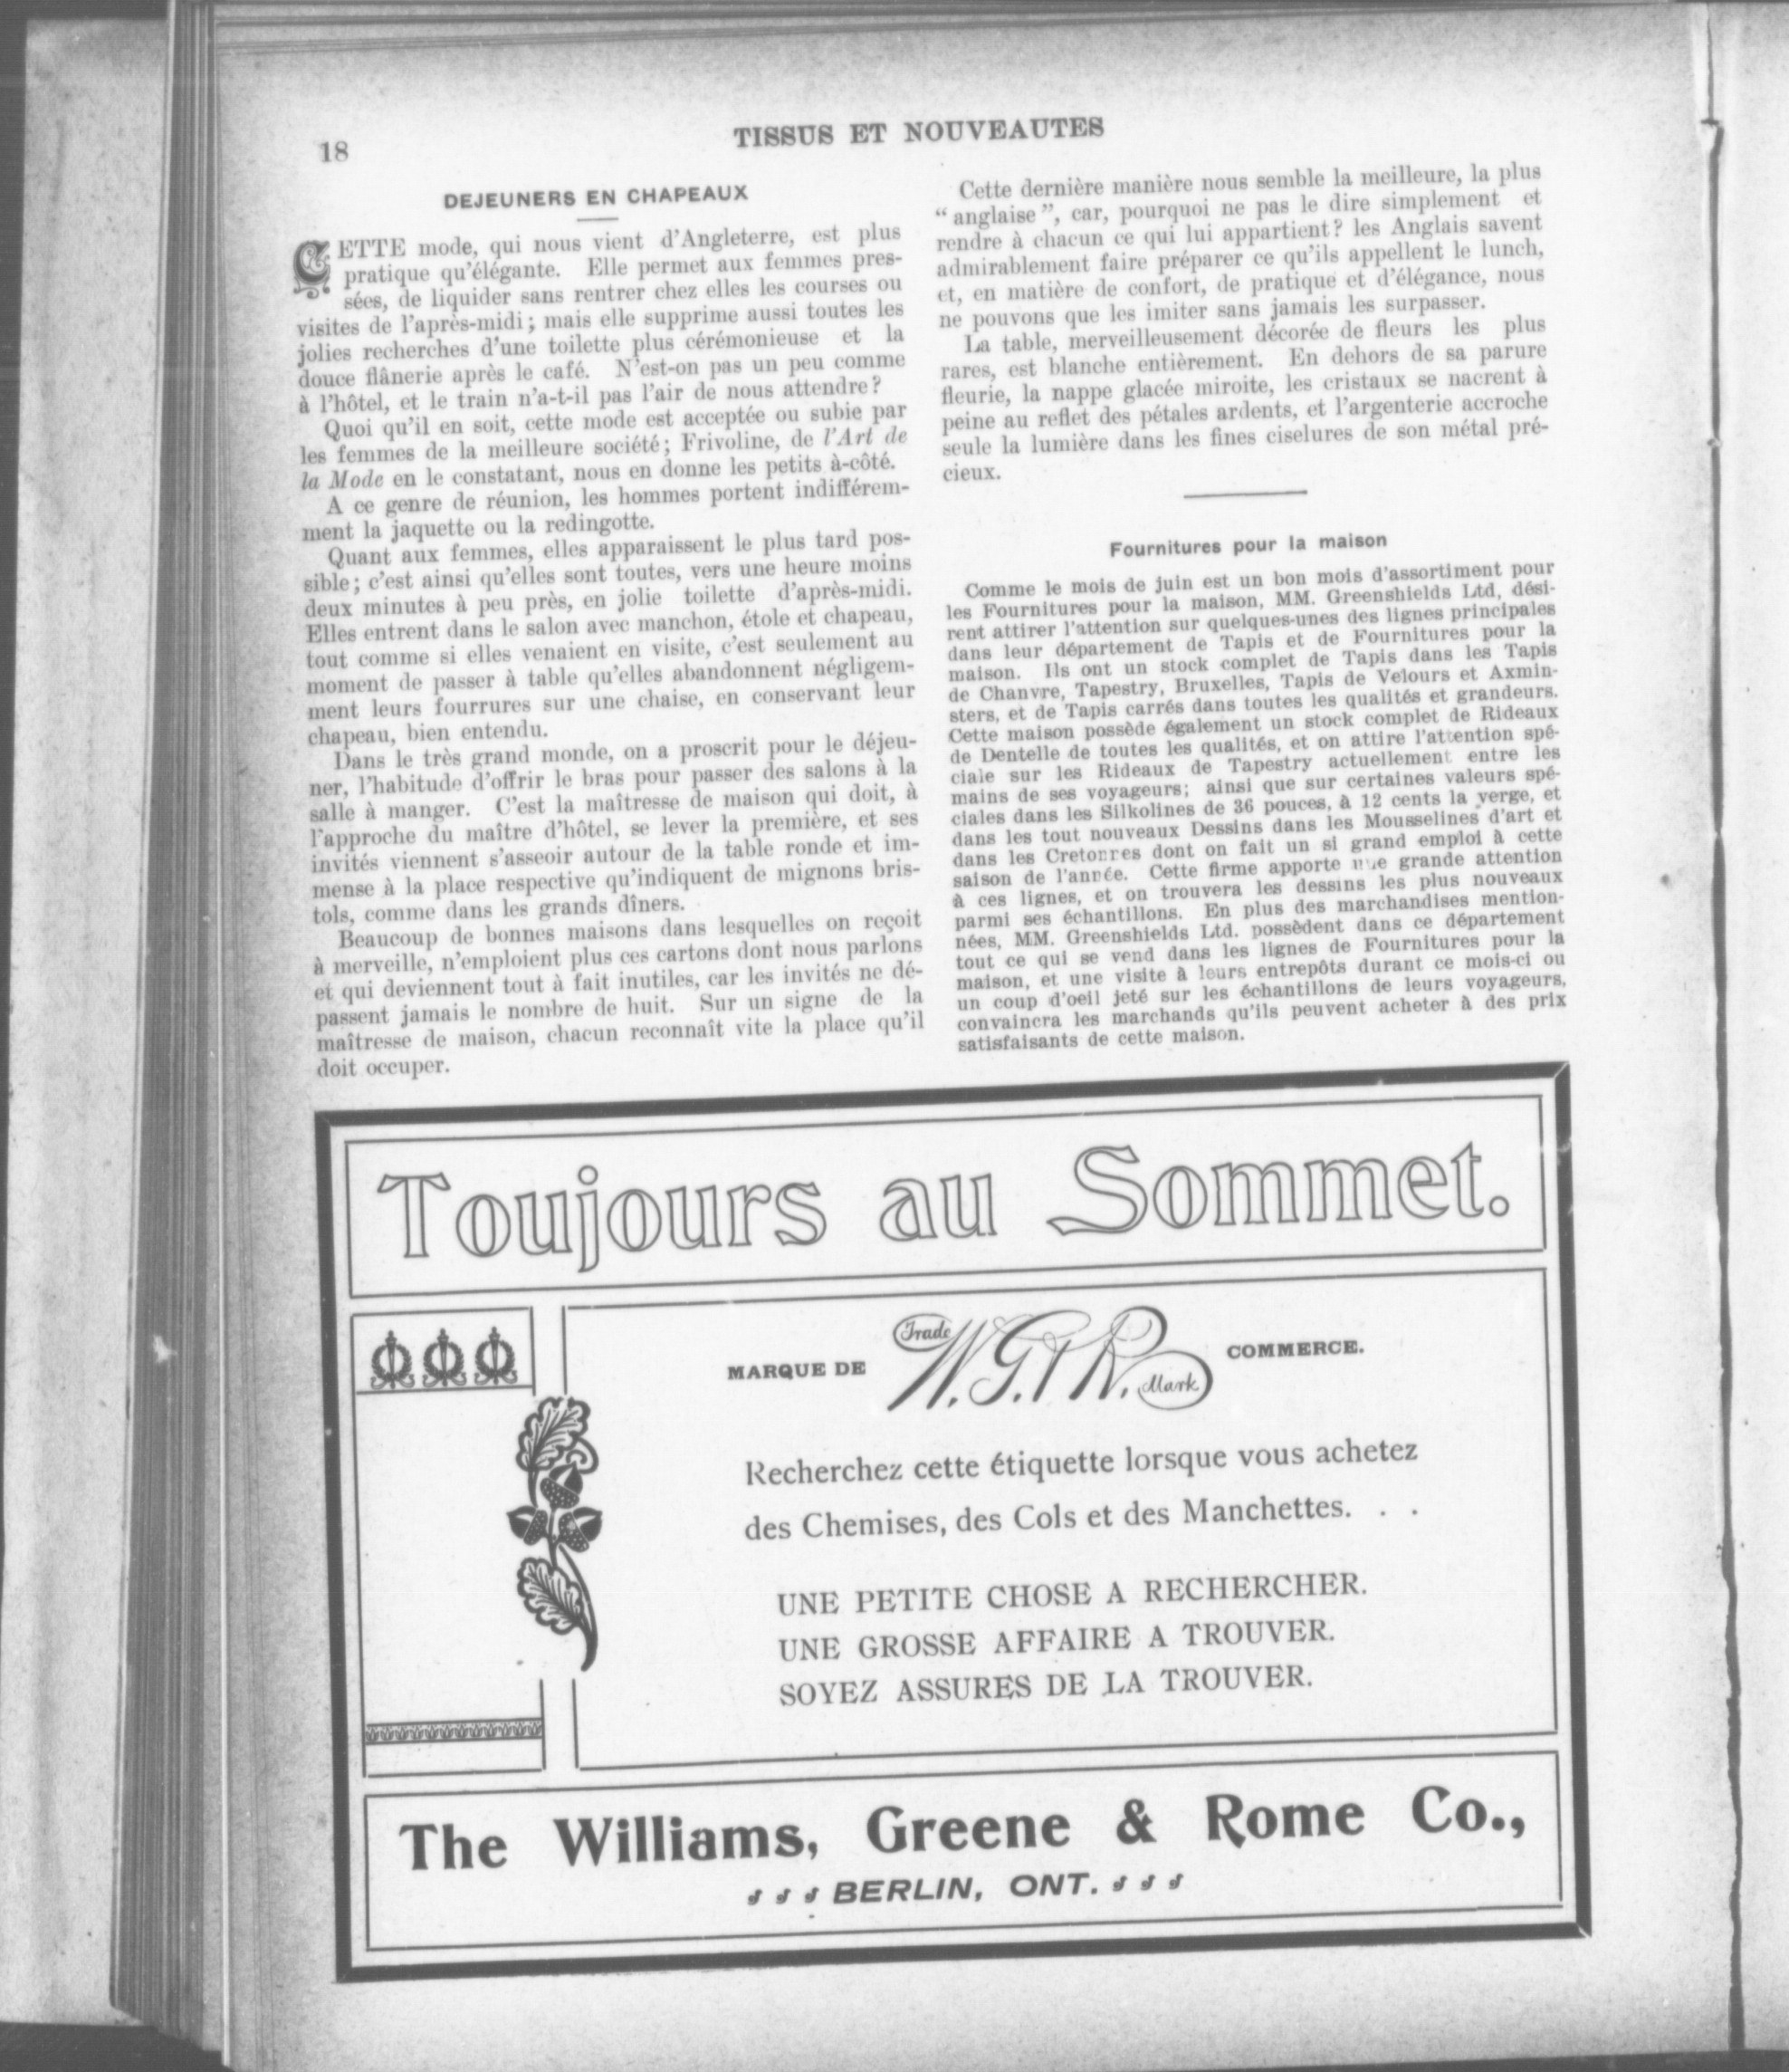 18
TISSUS ET NOUVEAUTES
DEJEUNERS EN CHAPEAUX
CETTE mode, qui nous vient d'Angleterre, est plus
pratique qu'élégante. Elle permet aux femmes pres-
sées, de liquider sans rentrer chez elles les courses ou
visites de l'après-midi; mais elle supprime aussi toutes les
jolies recherches d'une toilette plus cérémonieuse et la
douce flânerie après le café. N'est-on pas un peu comme
à l'hôtel, et le train n'a-t-il pas l'air de nous attendre?
Quoi qu'il en soit, cette mode est acceptée ou subie par
les femmes de la meilleure société; Frivoline, de l'Art de
la Mode en le constatant, nous en donne les petits à-côté.
A ce genre de réunion, les hommes portent indifférem-
ment la jaquette ou la redingotte.
Quant aux femmes, elles apparaissent le plus tard pos-
sible; c'est ainsi qu'elles sont toutes, vers une heure moins
deux minutes à peu près, en jolie toilette d'après-midi.
Elles entrent dans le salon avec manchon, étole et chapeau,
tout comme si elles venaient en visite, c'est seulement au
moment de passer à table qu'elles abandonnent négligem-
ment leurs fourrures sur une chaise, en conservant leur
chapeau, bien entendu.
Dans le très grand monde, on a proscrit pour le déjeu-
ner, l'habitude d'offrir le bras pour passer des salons à la
salle à manger. C'est la maîtresse de maison qui doit, à
l'approche du maître d'hôtel, se lever la première, et ses
invités viennent s'asseoir autour de la table ronde et im-
mense à la place respective qu'indiquent de mignons bris-
tols, comme dans les grands dîners.
Beaucoup de bonnes maisons dans lesquelles on reçoit
à merveille, n'emploient plus ces cartons dont nous parlons
et qui deviennent tout à fait inutiles, car les invités ne dé-
passent jamais le nombre de huit. Sur un signe de la
maîtresse de maison, chacun reconnaît vite la place qu'il
doit occuper.
Cette dernière manière nous semble la meilleure, la plus
"anglaise", car, pourquoi ne pas le dire simplement et
rendre à chacun ce qui lui appartient? les Anglais savent
admirablement faire préparer ce qu'ils appellent le lunch,
et, en matière de confort, de pratique et d'élégance, nous
ne pouvons que les imiter sans jamais les surpasser.
La table, merveilleusement décorée de fleurs les plus
rares, est blanche entièrement. En dehors de sa parure
fleurie, la nappe glacée miroite, les cristaux se nacrent à
peine au reflet des pétales ardents, et l'argenterie accroche
seule la lumière dans les fines ciselures de son métal pré-
cieux.
Fournitures pour la maison
Comme le mois de juin est un bon mois d'assortiment pour
les Fournitures pour la maison, MM. Greenshields Ltd, dési-
rent attirer l'attention sur quelques-unes des lignes principales
dans leur département de Tapis et de Fournitures pour la
maison. Ils ont un stock complet de Tapis dans les Tapis
de Chanvre, Tapestry, Bruxelles, Tapis de Velours et Axmin-
sters, et de Tapis carrés dans toutes les qualités et grandeurs.
Cette maison possède également un stock complet de Rideaux
de Dentelle de toutes les qualités, et on attire l'attention spé-
ciale sur les Rideaux de Tapestry actuellement entre les
mains de ses voyageurs; ainsi que sur certaines valeurs spé-
ciales dans les Silkolines de 36 pouces, à 12 cents la verge, et
dans les tout nouveaux Dessins dans les Mousselines d'art et
dans les Cretonnes dont on fait un si grand emploi à cette
saison de l'année. Cette firme apporte une grande attention
à ces lignes, et on trouvera les dessins les plus nouveaux
parmi ses échantillons. En plus des marchandises mention-
nées, MM. Greenshields Ltd. possèdent dans ce département
tout ce qui se vend dans les lignes de Fournitures pour la
maison, et une visite à leurs entrepôts durant ce mois-ci ou
un coup d'oeil jeté sur les échantillons de leurs voyageurs,
convaincra les marchands qu'ils peuvent acheter à des prix
satisfaisants de cette maison.
Toujours au Sommet.
MARQUE DE Trade W. G. & R. Mark COMMERCE.
Recherchez cette étiquette lorsque vous achetez
des Chemises, des Cols et des Manchettes. . .
UNE PETITE CHOSE A RECHERCHER.
UNE GROSSE AFFAIRE A TROUVER.
SOYEZ ASSURES DE LA TROUVER.
The Williams, Greene & Rome Co.,
BERLIN, ONT.